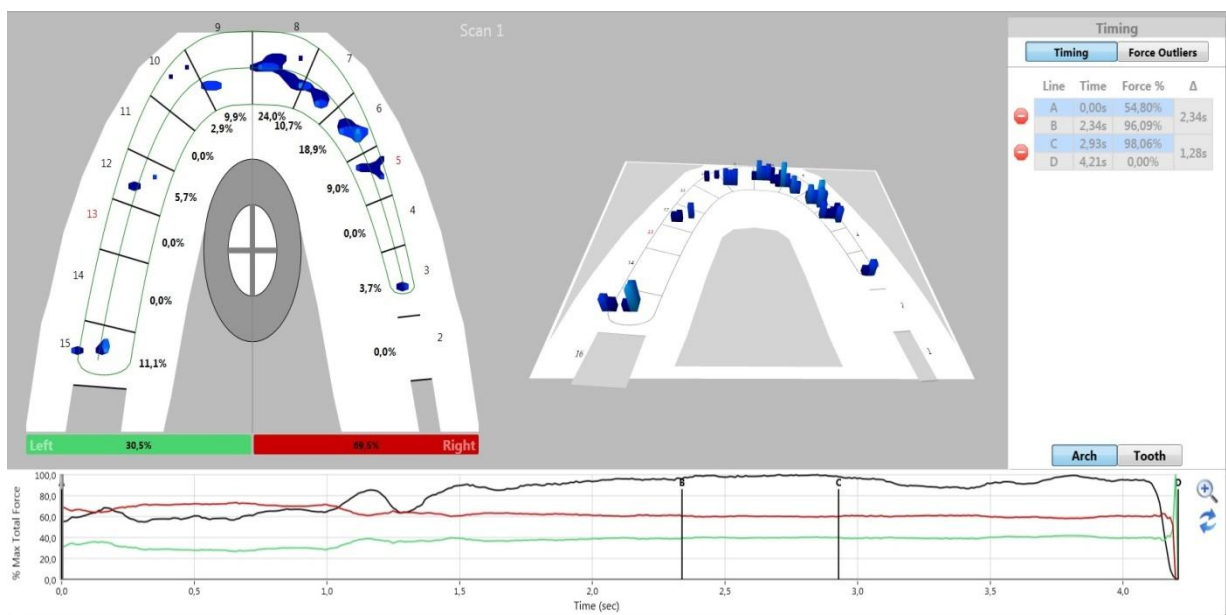 Scan 1
9 8
10 7
11 6
12 5
13 4
14 3
15 2
9,9% 24,0%
2,9% 10,7%
0,0% 18,9%
5,7% 9,0%
0,0% 0,0%
0,0% 3,7%
11,1% 0,0%
Left 30,5% 69,5% Right
14
16
1
Timing
Timing Force Outliers
Line Time Force % Δ
A 0,00s 54,80% 2,34s
B 2,34s 96,09%
C 2,93s 98,06% 1,28s
D 4,21s 0,00%
Arch Tooth
% Max Total Force
100,0
80,0
60,0
40,0
20,0
0,0
B C D
0,0 0,5 1,0 1,5 2,0 2,5 3,0 3,5 4,0
Time (sec)